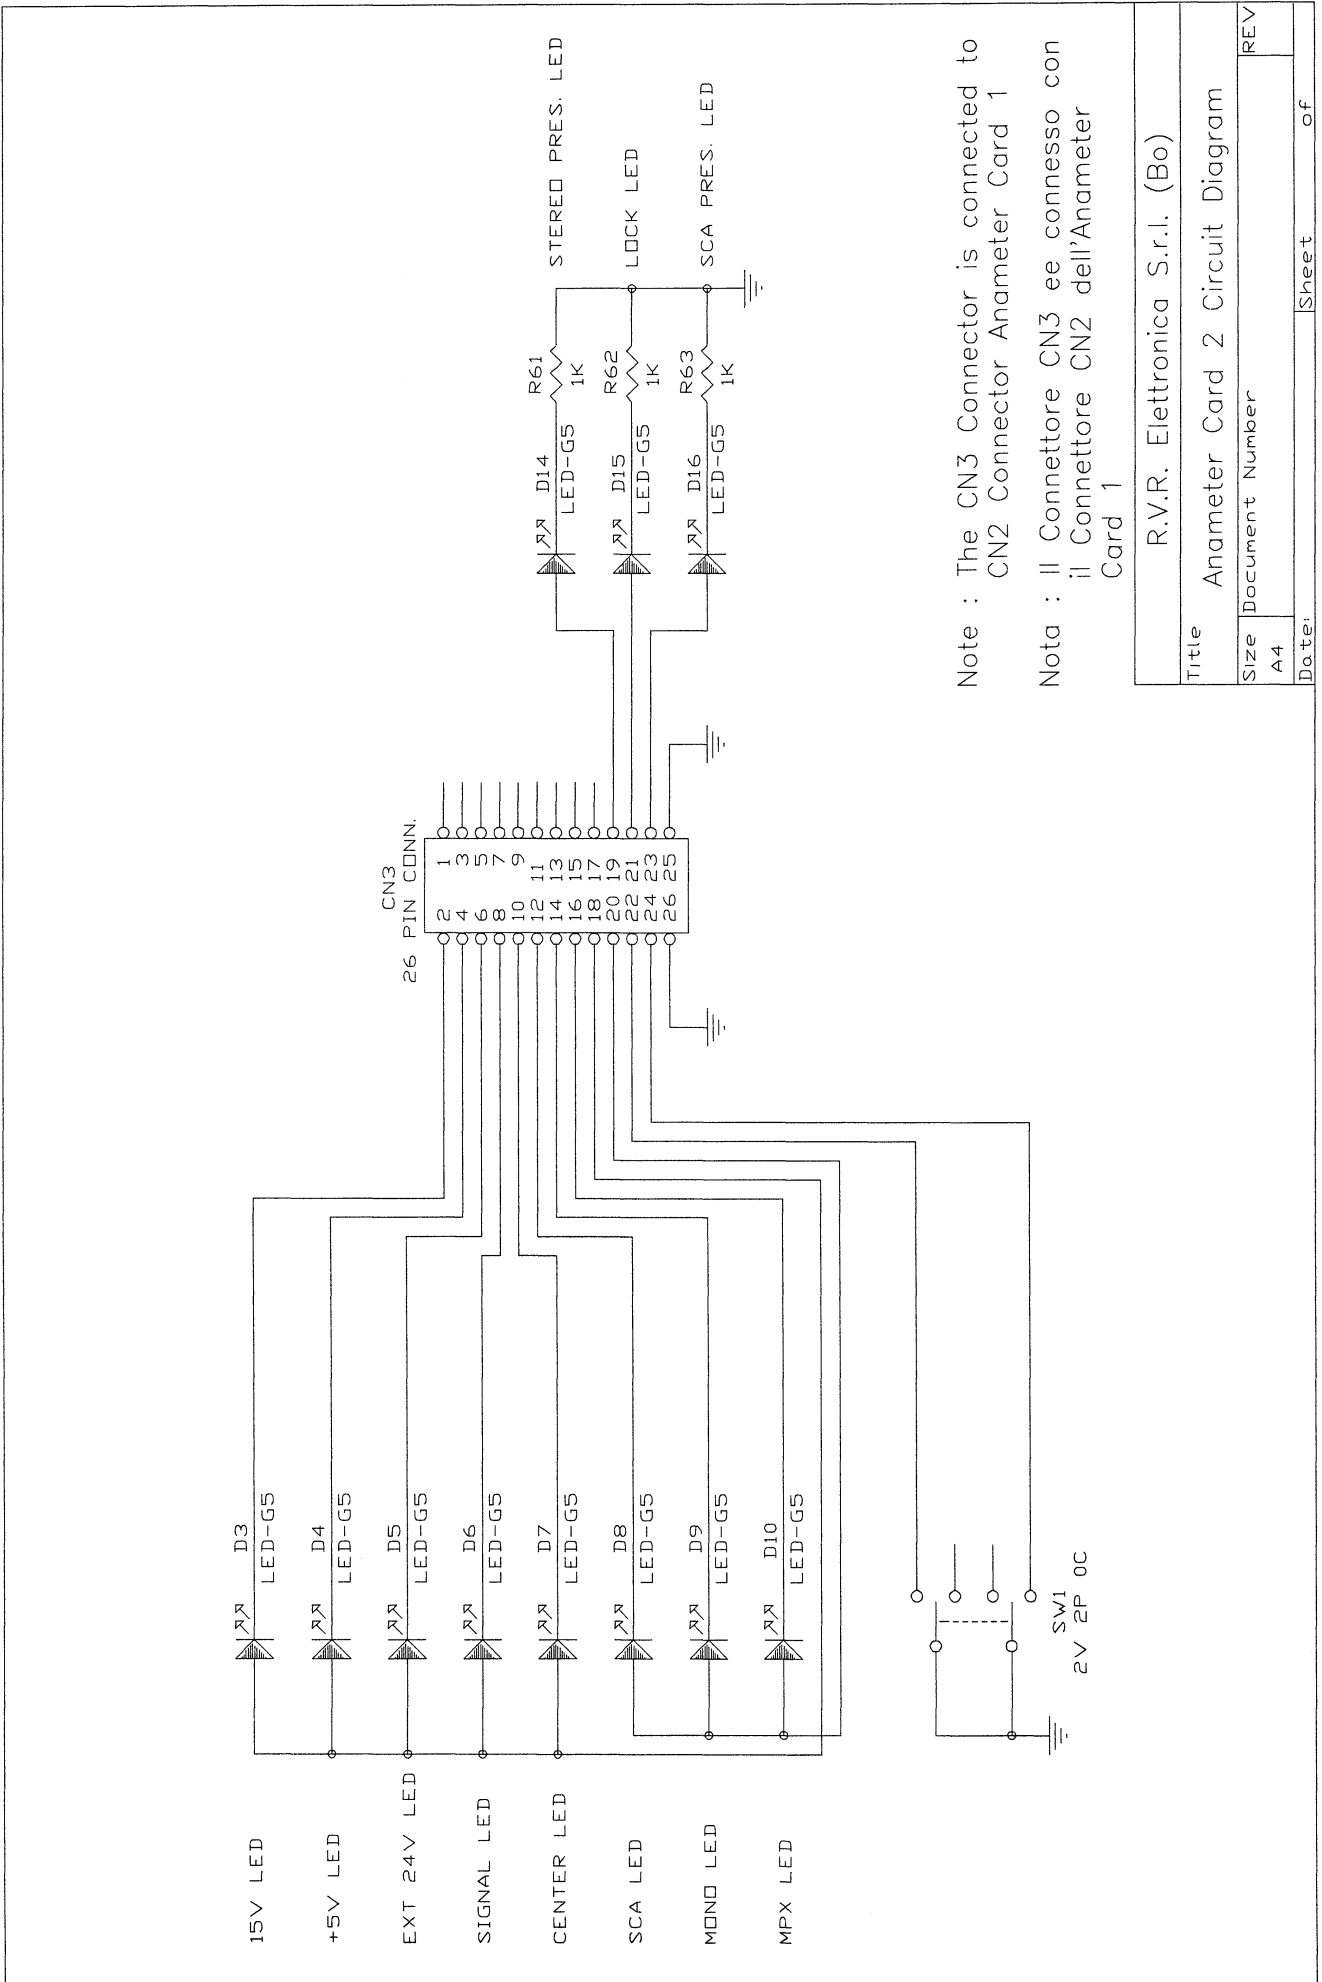 15V LED
+5V LED
EXT 24V LED
SIGNAL LED
CENTER LED
SCA LED
MONO LED
MPX LED
D3
LED-G5
D4
LED-G5
D5
LED-G5
D6
LED-G5
D7
LED-G5
D8
LED-G5
D9
LED-G5
D10
LED-G5
SW1
2V 2P 0C
CN3
26 PIN CONN.
2 1
4 3
6 5
8 7
10 9
12 11
14 13
16 15
18 17
20 19
22 21
24 23
26 25
D14
LED-G5
D15
LED-G5
D16
LED-G5
R61
1K
R62
1K
R63
1K
STEREO PRES. LED
LOCK LED
SCA PRES. LED
Note : The CN3 Connector is connected to
CN2 Connector Anameter Card 1
Nota : Il Connettore CN3 ee connesso con
il Connettore CN2 dell'Anameter
Card 1
R.V.R. Elettronica S.r.l. (Bo)
Title
Anameter Card 2 Circuit Diagram
Size Document Number REV
A4
Date: Sheet of